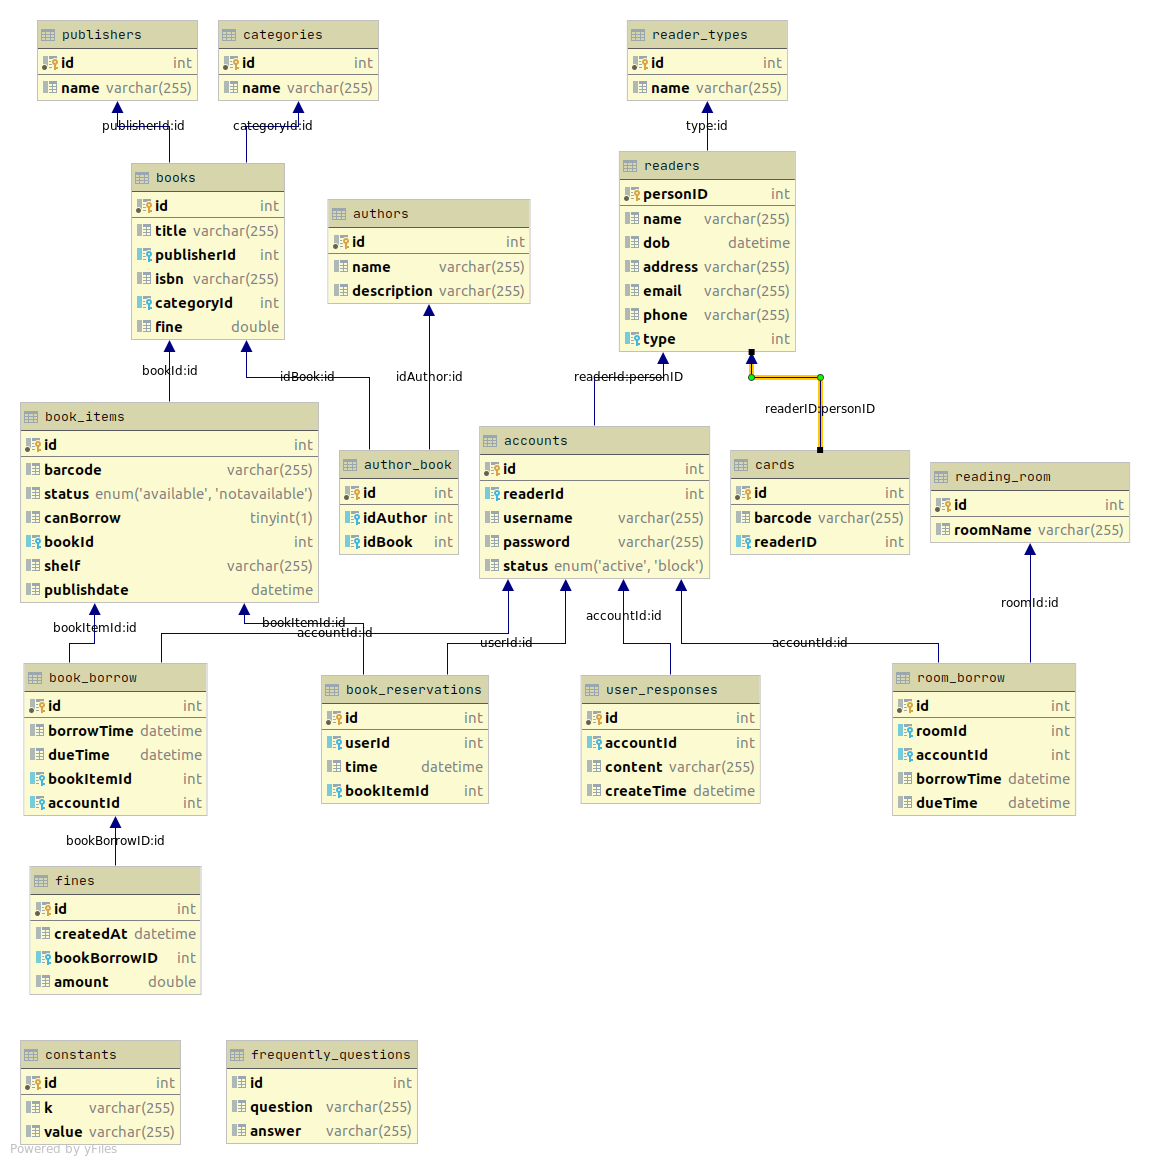 publishers
id int
name varchar(255)
categories
id int
name varchar(255)
reader_types
id int
name varchar(255)
publisherId:id
categoryId:id
type:id
books
id int
title varchar(255)
publisherId int
isbn varchar(255)
categoryId int
fine double
authors
id int
name varchar(255)
description varchar(255)
readers
personID int
name varchar(255)
dob datetime
address varchar(255)
email varchar(255)
phone varchar(255)
type int
bookId:id
idBook:id
idAuthor:id
readerId:personID
readerID:personID
book_items
id int
barcode varchar(255)
status enum('available', 'notavailable')
canBorrow tinyint(1)
bookId int
shelf varchar(255)
publishdate datetime
author_book
id int
idAuthor int
idBook int
accounts
id int
readerId int
username varchar(255)
password varchar(255)
status enum('active', 'block')
cards
id int
barcode varchar(255)
readerID int
reading_room
id int
roomName varchar(255)
bookItemId:id
bookItemId:id
accountId:id
userId:id
accountId:id
accountId:id
roomId:id
book_borrow
id int
borrowTime datetime
dueTime datetime
bookItemId int
accountId int
book_reservations
id int
userId int
time datetime
bookItemId int
user_responses
id int
accountId int
content varchar(255)
createTime datetime
room_borrow
id int
roomId int
accountId int
borrowTime datetime
dueTime datetime
bookBorrowID:id
fines
id int
createdAt datetime
bookBorrowID int
amount double
constants
id int
k varchar(255)
value varchar(255)
frequently_questions
id int
question varchar(255)
answer varchar(255)
Powered by yFiles